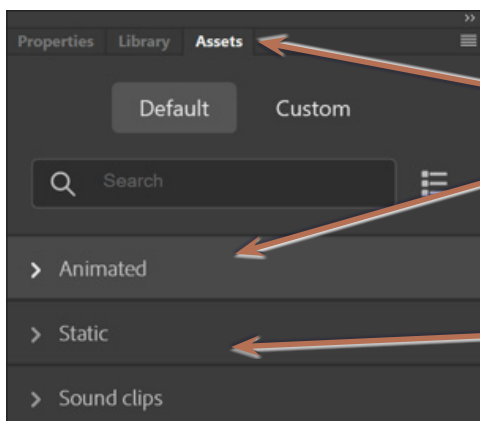 Properties Library Assets
Default Custom
Search
Animated
Static
Sound clips